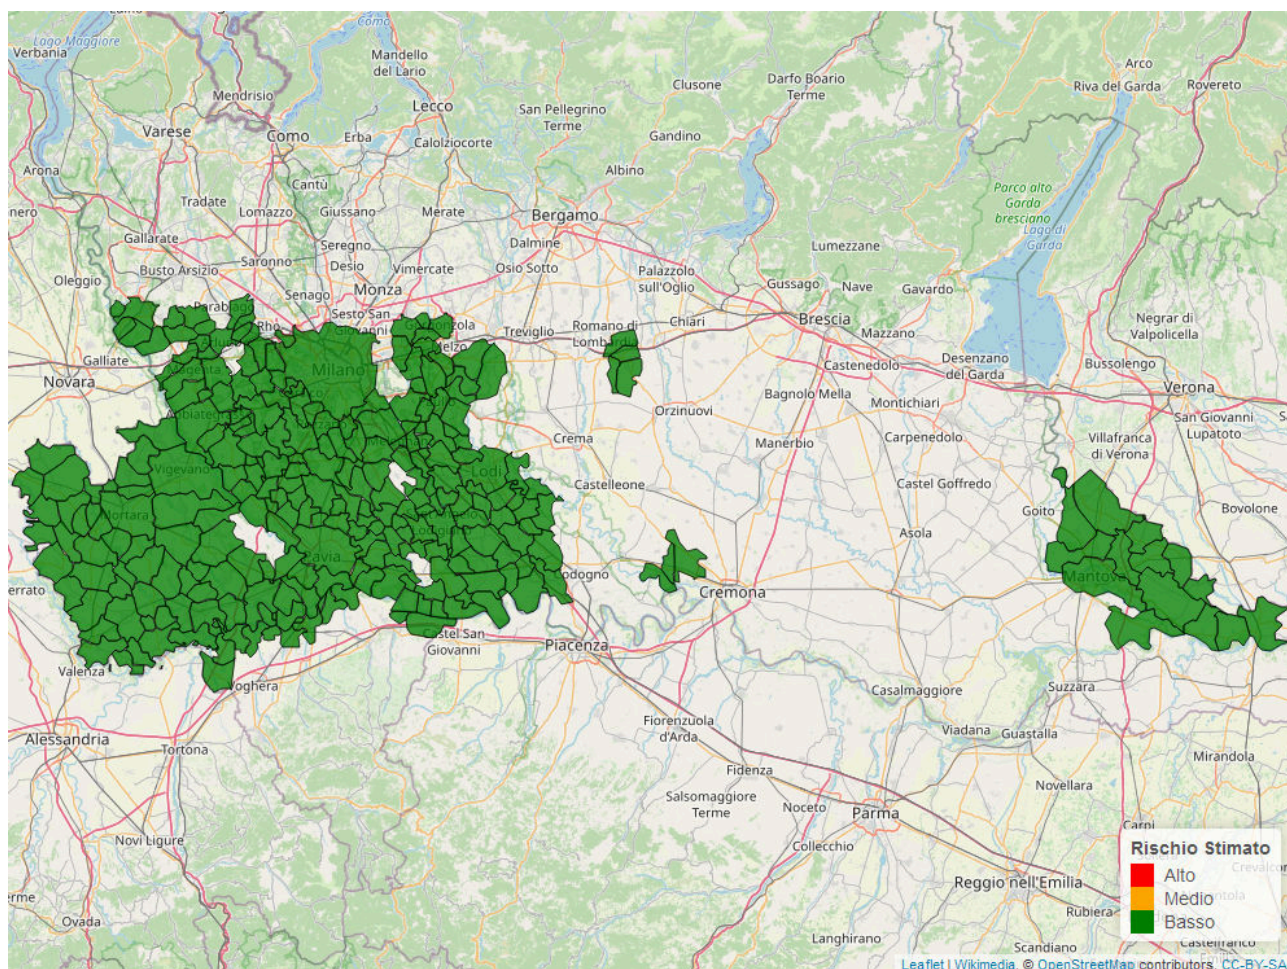 Lago Maggiore
Verbania
Como
Mandello
del Lario
Clusone
Darfo Boario
Terme
Arco
Riva del Garda
Rovereto
Mendrisio
Lecco
San Pellegrino
Terme
Varese
Como
Erba
Calolziocorte
Gandino
Arona
Albino
Cantù
Parco alto
Garda
bresciano
Lago di
Garda
Tradate
Lomazzo
Giussano
Merate
Bergamo
Gallarate
Seregno
Dalmine
Lumezzane
Saronno
Desio
Vimercate
Osio Sotto
Palazzolo
sull'Oglio
Busto Arsizio
Oleggio
Gussago
Nave
Gavardo
Senago
Monza
Negrar di
Valpolicella
Parabiago
Sesto San
Giovanni
Rho
Gorgonzola
Treviglio
Romano di
Lombardia
Chiari
Brescia
Mazzano
Galliate
Melzo
Desenzano
del Garda
Bussolengo
Castenedolo
Novara
Magenta
Milano
Verona
Bagnolo Mella
Montichiari
Orzinuovi
San Giovanni
Lupatoto
Abbiategrasso
Crema
Manerbio
Carpenedolo
Villafranca
di Verona
Vigevano
Lodi
Castelleone
Castel Goffredo
Goito
Bovolone
Mortara
Sant'Angelo
Lodigiano
Asola
Pavia
Codogno
Mantova
Cremona
Castel San
Giovanni
Piacenza
Valenza
Voghera
Casalmaggiore
Suzzara
Fiorenzuola
d'Arda
Viadana
Guastalla
Alessandria
Tortona
Mirandola
Fidenza
Novellara
Salsomaggiore
Terme
Noceto
Parma
Novi Ligure
Collecchio
Carpi
Rischio Stimato
Alto
Medio
Basso
Reggio nell'Emilia
Rubiera
Ovada
Langhirano
Scandiano
Castelfranco
Leaflet | Wikimedia, © OpenStreetMap contributors, CC-BY-SA